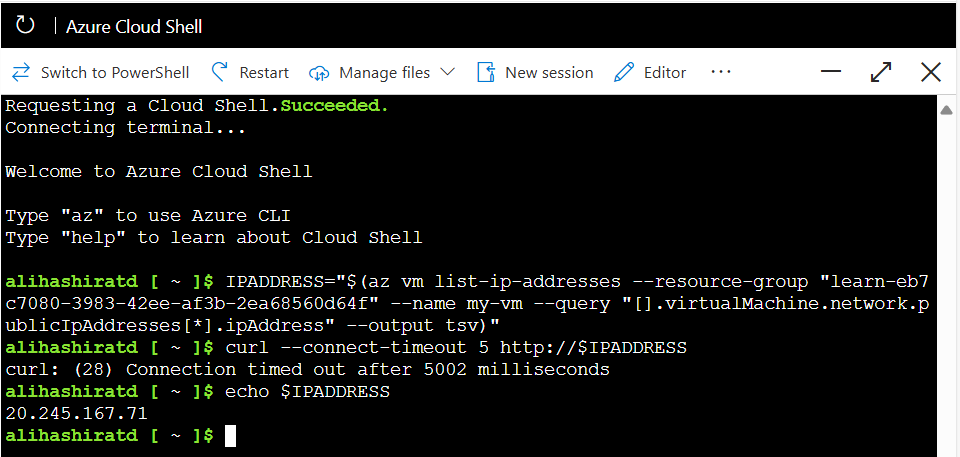 Azure Cloud Shell
Switch to PowerShell Restart Manage files New session Editor ...
Requesting a Cloud Shell.Succeeded.
Connecting terminal...
Welcome to Azure Cloud Shell
Type "az" to use Azure CLI
Type "help" to learn about Cloud Shell
alihashiratd [ ~ ]$ IPADDRESS="$(az vm list-ip-addresses --resource-group "learn-eb7
c7080-3983-42ee-af3b-2ea68560d64f" --name my-vm --query "[].virtualMachine.network.p
ublicIpAddresses[*].ipAddress" --output tsv)"
alihashiratd [ ~ ]$ curl --connect-timeout 5 http://$IPADDRESS
curl: (28) Connection timed out after 5002 milliseconds
alihashiratd [ ~ ]$ echo $IPADDRESS
20.245.167.71
alihashiratd [ ~ ]$